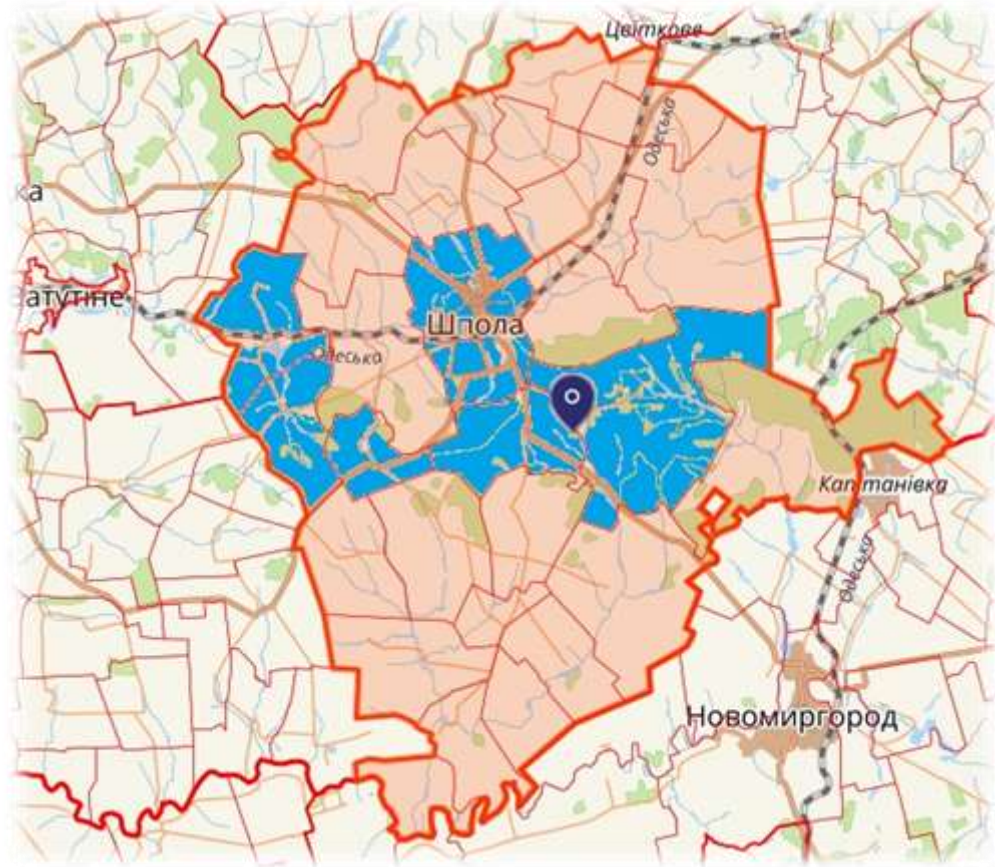 Цвіткове
Одеська
ка
атутіне
Шпола
Одеська
Капітанівка
Одеська
Новомиргород